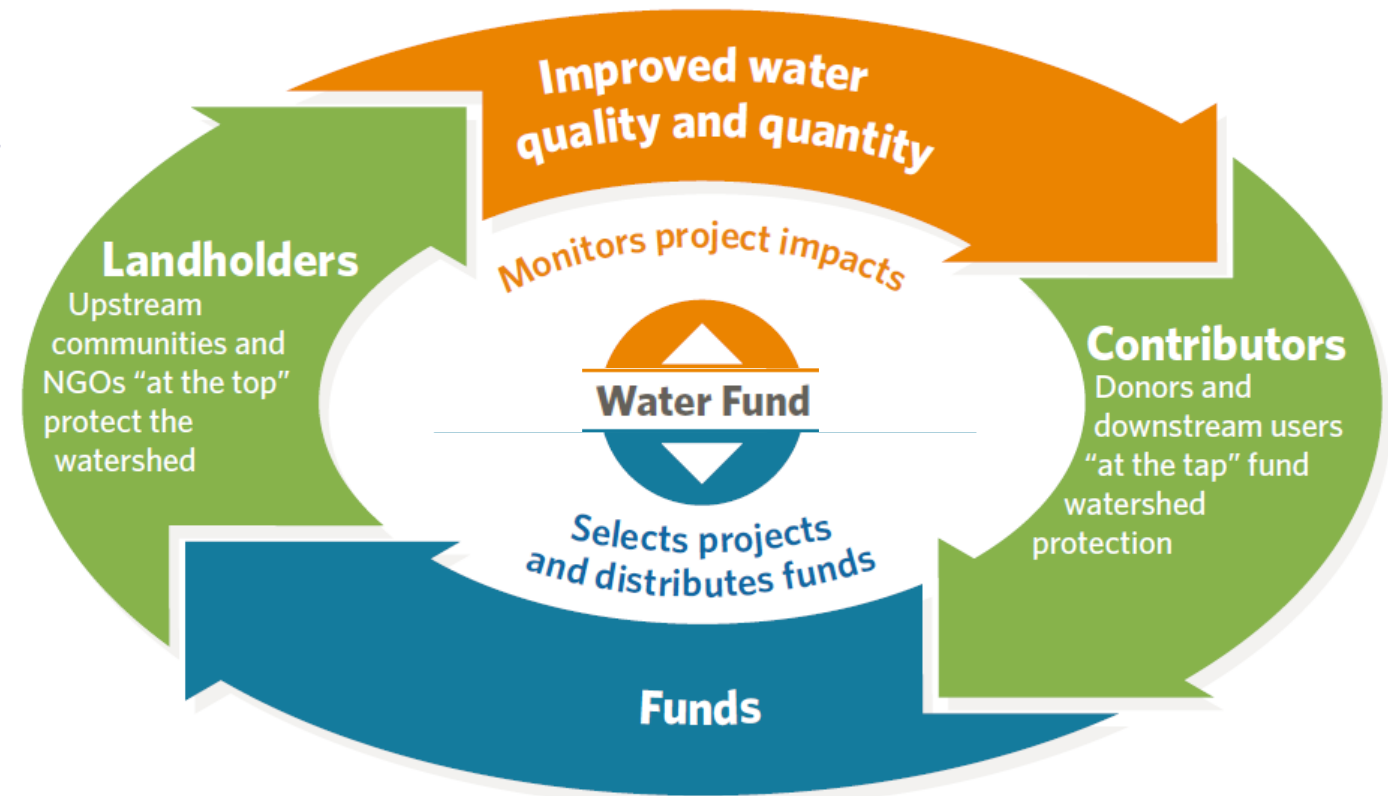 Improved water
quality and quantity
Monitors project impacts
Landholders
Upstream
communities and
NGOs “at the top”
protect the
watershed
Water Fund
Contributors
Donors and
downstream users
“at the tap” fund
watershed
protection
Selects projects
and distributes funds
Funds